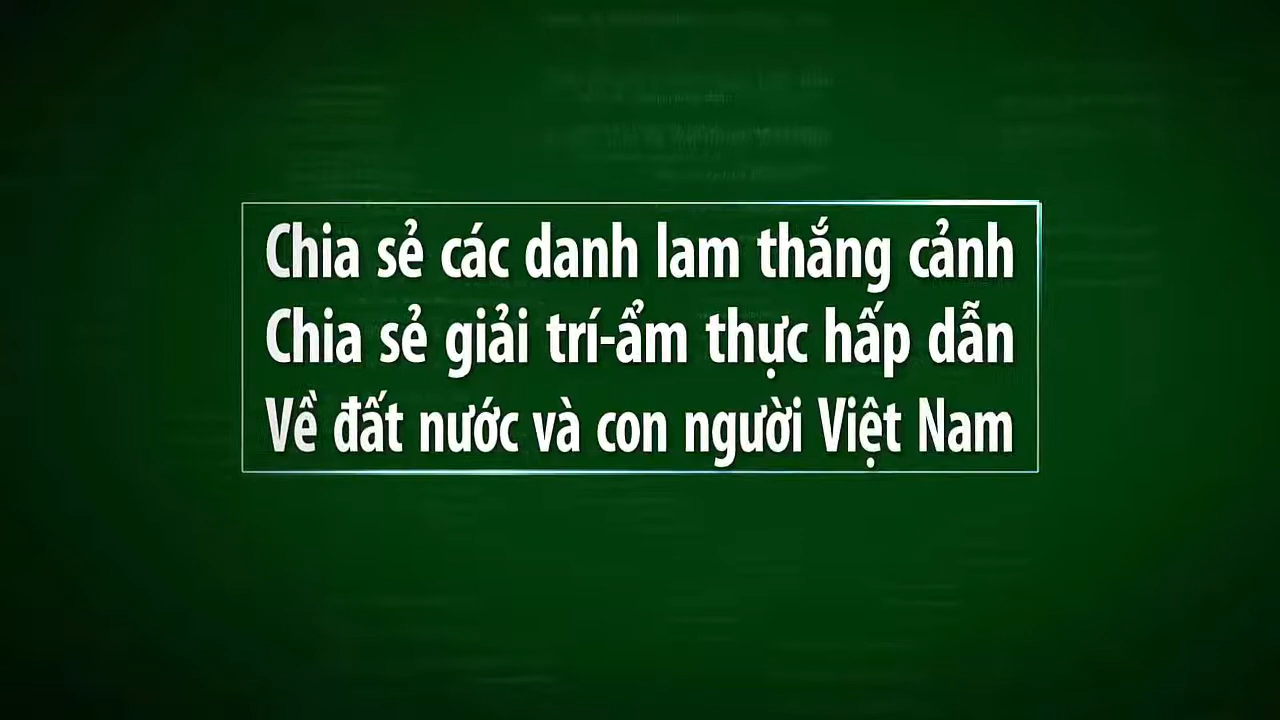 Chia sẻ các danh lam thắng cảnh
Chia sẻ giải trí-ẩm thực hấp dẫn
Về đất nước và con người Việt Nam